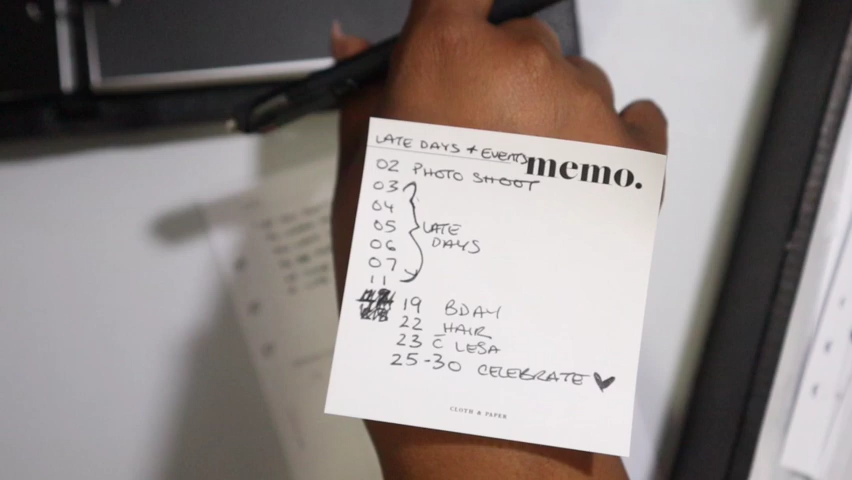 LATE DAYS + EVENTS
memo.
02 PHOTO SHOOT
03
04
05 LATE
06 DAYS
07
11
19 BDAY
22 HAIR
23 C̄ LESA
25-30 CELEBRATE ♥
CLOTH & PAPER